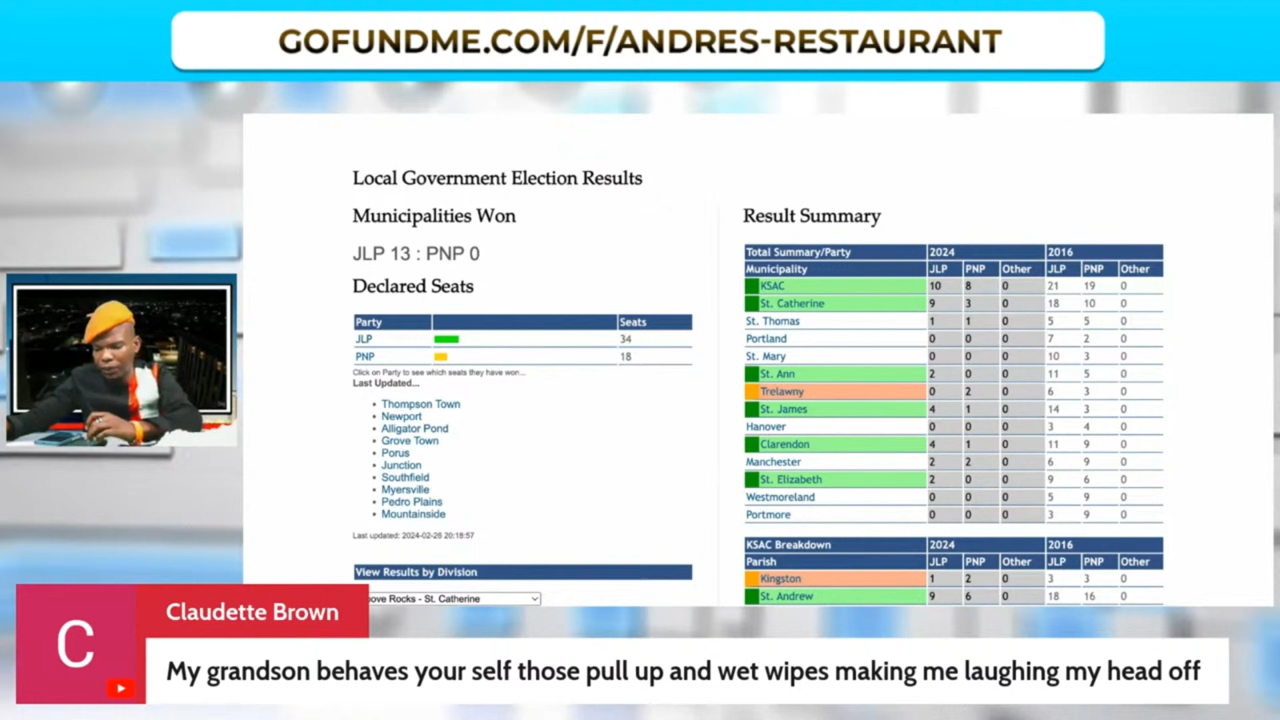 GOFUNDME.COM/F/ANDRES-RESTAURANT
Local Government Election Results
Municipalities Won
JLP 13 : PNP 0
Declared Seats
Party Seats
JLP 34
PNP 18
Click on Party to see which seats they have won...
Last Updated...
Thompson Town
Newport
Alligator Pond
Grove Town
Porus
Junction
Southfield
Myersville
Pedro Plains
Mountainside
Last updated: 2024-02-26 20:18:57
View Results by Division
ove Rocks - St. Catherine
Result Summary
Total Summary/Party 2024 2016
Municipality JLP PNP Other JLP PNP Other
KSAC 10 8 0 21 19 0
St. Catherine 9 3 0 18 10 0
St. Thomas 1 1 0 5 5 0
Portland 0 0 0 7 2 0
St. Mary 0 0 0 10 3 0
St. Ann 2 0 0 11 5 0
Trelawny 0 2 0 6 3 0
St. James 4 1 0 14 3 0
Hanover 0 0 0 3 4 0
Clarendon 4 1 0 11 9 0
Manchester 2 2 0 6 9 0
St. Elizabeth 2 0 0 9 6 0
Westmoreland 0 0 0 5 9 0
Portmore 0 0 0 3 9 0
KSAC Breakdown 2024 2016
Parish JLP PNP Other JLP PNP Other
Kingston 1 2 0 3 3 0
St. Andrew 9 6 0 18 16 0
C
Claudette Brown
My grandson behaves your self those pull up and wet wipes making me laughing my head off